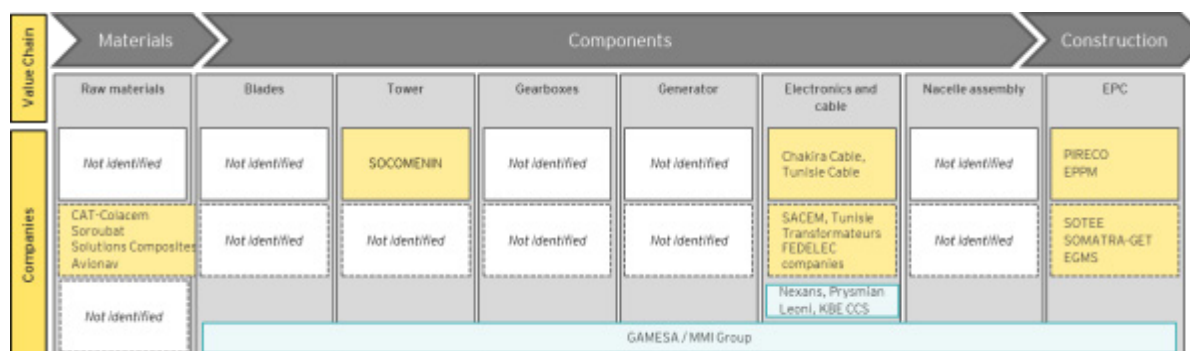 Value Chain
Materials
Components
Construction
Raw materials
Blades
Tower
Gearboxes
Generator
Electronics and
cable
Nacelle assembly
EPC
Companies
Not identified
Not identified
SOCOMENIN
Not identified
Not identified
Chakira Cable,
Tunisie Cable
Not identified
PIRECO
EPPM
CAT-Colacem
Soroubat
Solutions Composites
Avionav
Not identified
Not identified
Not identified
Not identified
SACEM, Tunisie
Transformateurs
FEDELEC
companies
Not identified
SOTEE
SOMATRA-GET
EGMS
Not identified
Nexans, Prysmian
Leoni, KBE CCS
GAMESA / MMI Group